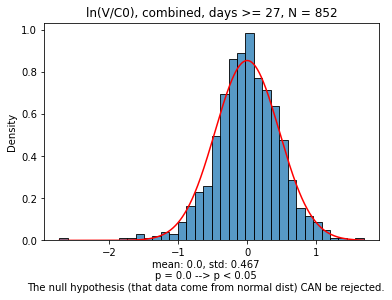 ln(V/C0), combined, days >= 27, N = 852
1.0
0.8
0.6
0.4
0.2
0.0
Density
−2
−1
0
1
mean: 0.0, std: 0.467
p = 0.0 --> p < 0.05
The null hypothesis (that data come from normal dist) CAN be rejected.